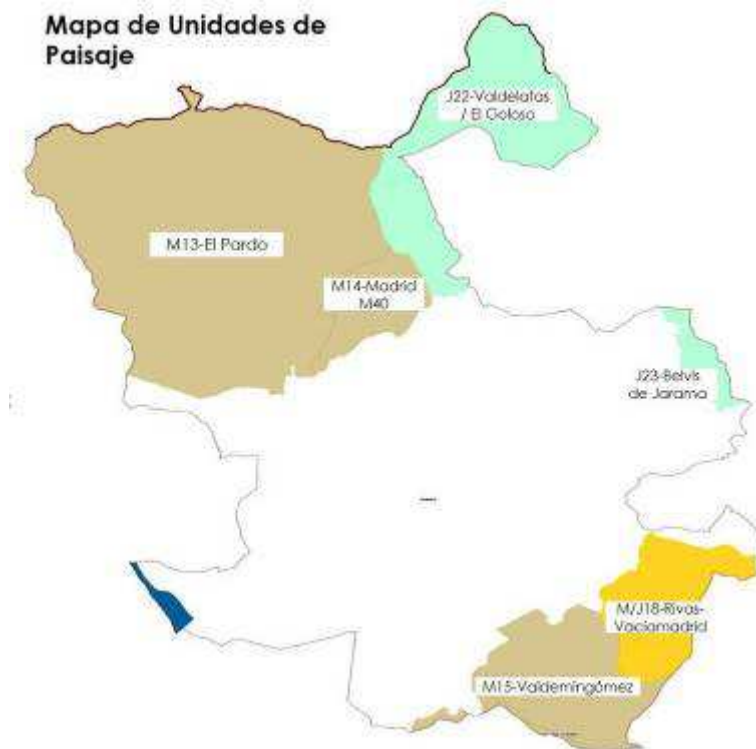 Mapa de Unidades de
Paisaje
J22-Valdelatas
/ El Goloso
M13-El Pardo
M14-Madrid
M40
J23-Belvis
de Jarama
M/J18-Rivas-
Vaciamadrid
M15-Valdemingómez